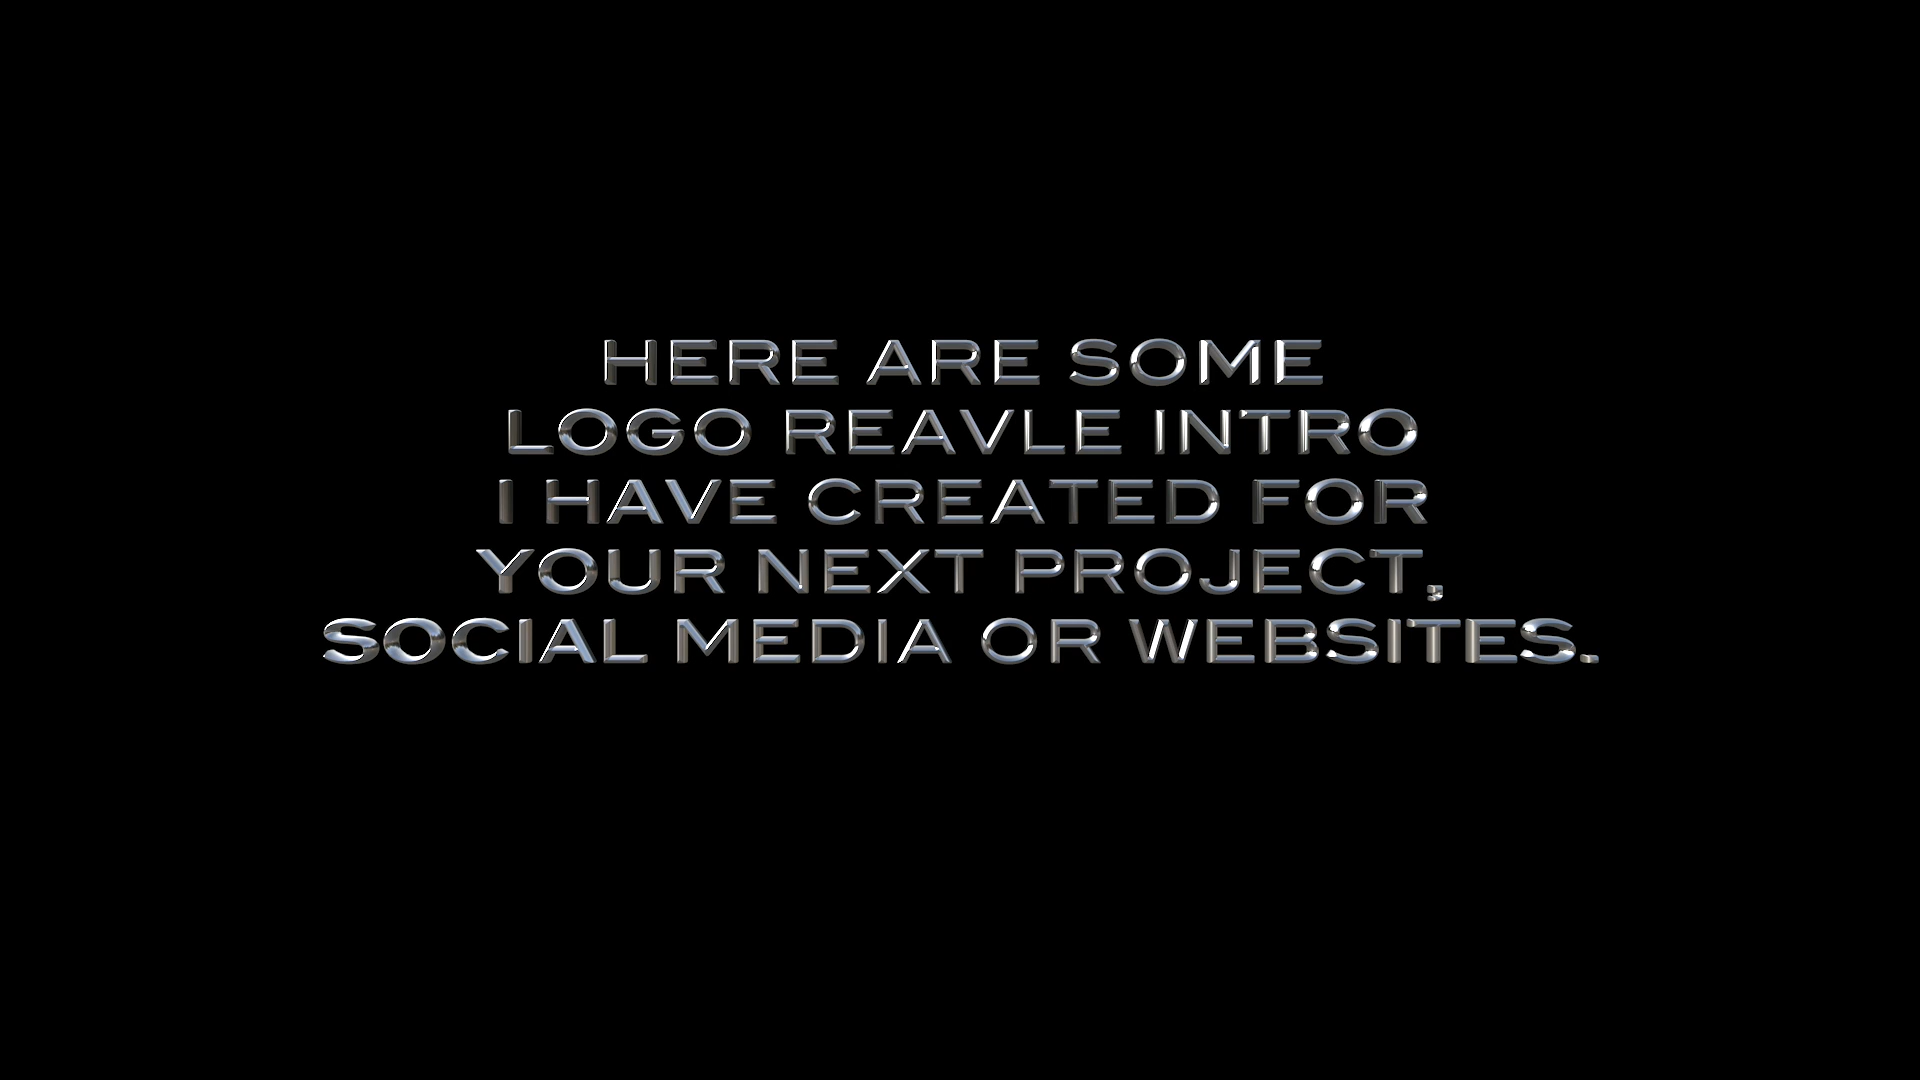 HERE ARE SOME
LOGO REAVLE INTRO
I HAVE CREATED FOR
YOUR NEXT PROJECT,
SOCIAL MEDIA OR WEBSITES.